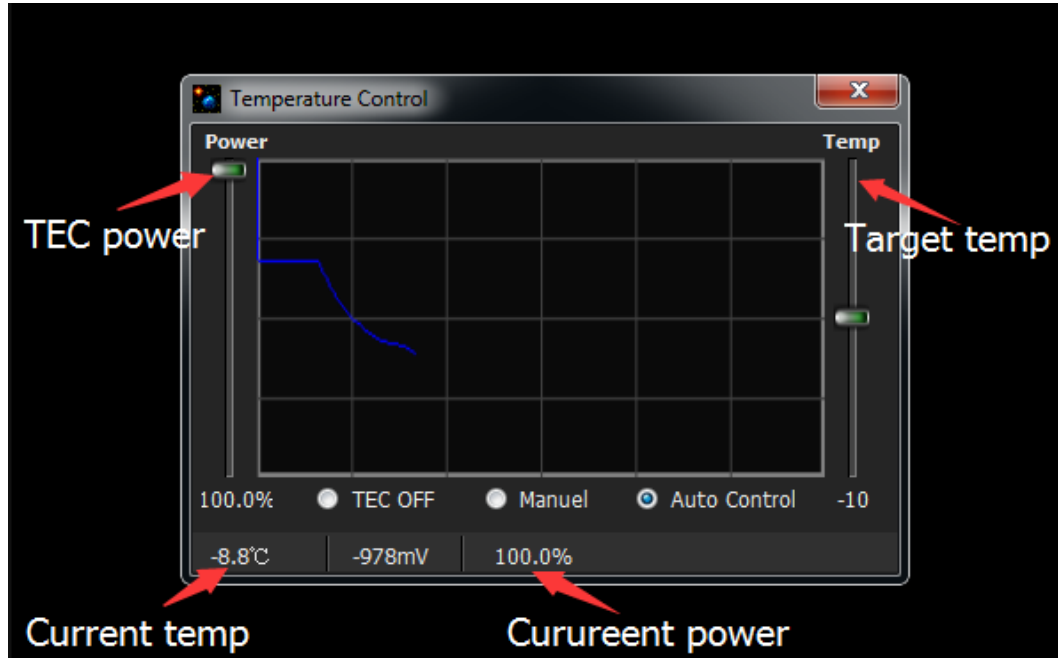 Temperature Control
x
Power
Temp
TEC power
Target temp
100.0%
TEC OFF
Manuel
Auto Control
-10
-8.8℃
-978mV
100.0%
Current temp
Curureent power